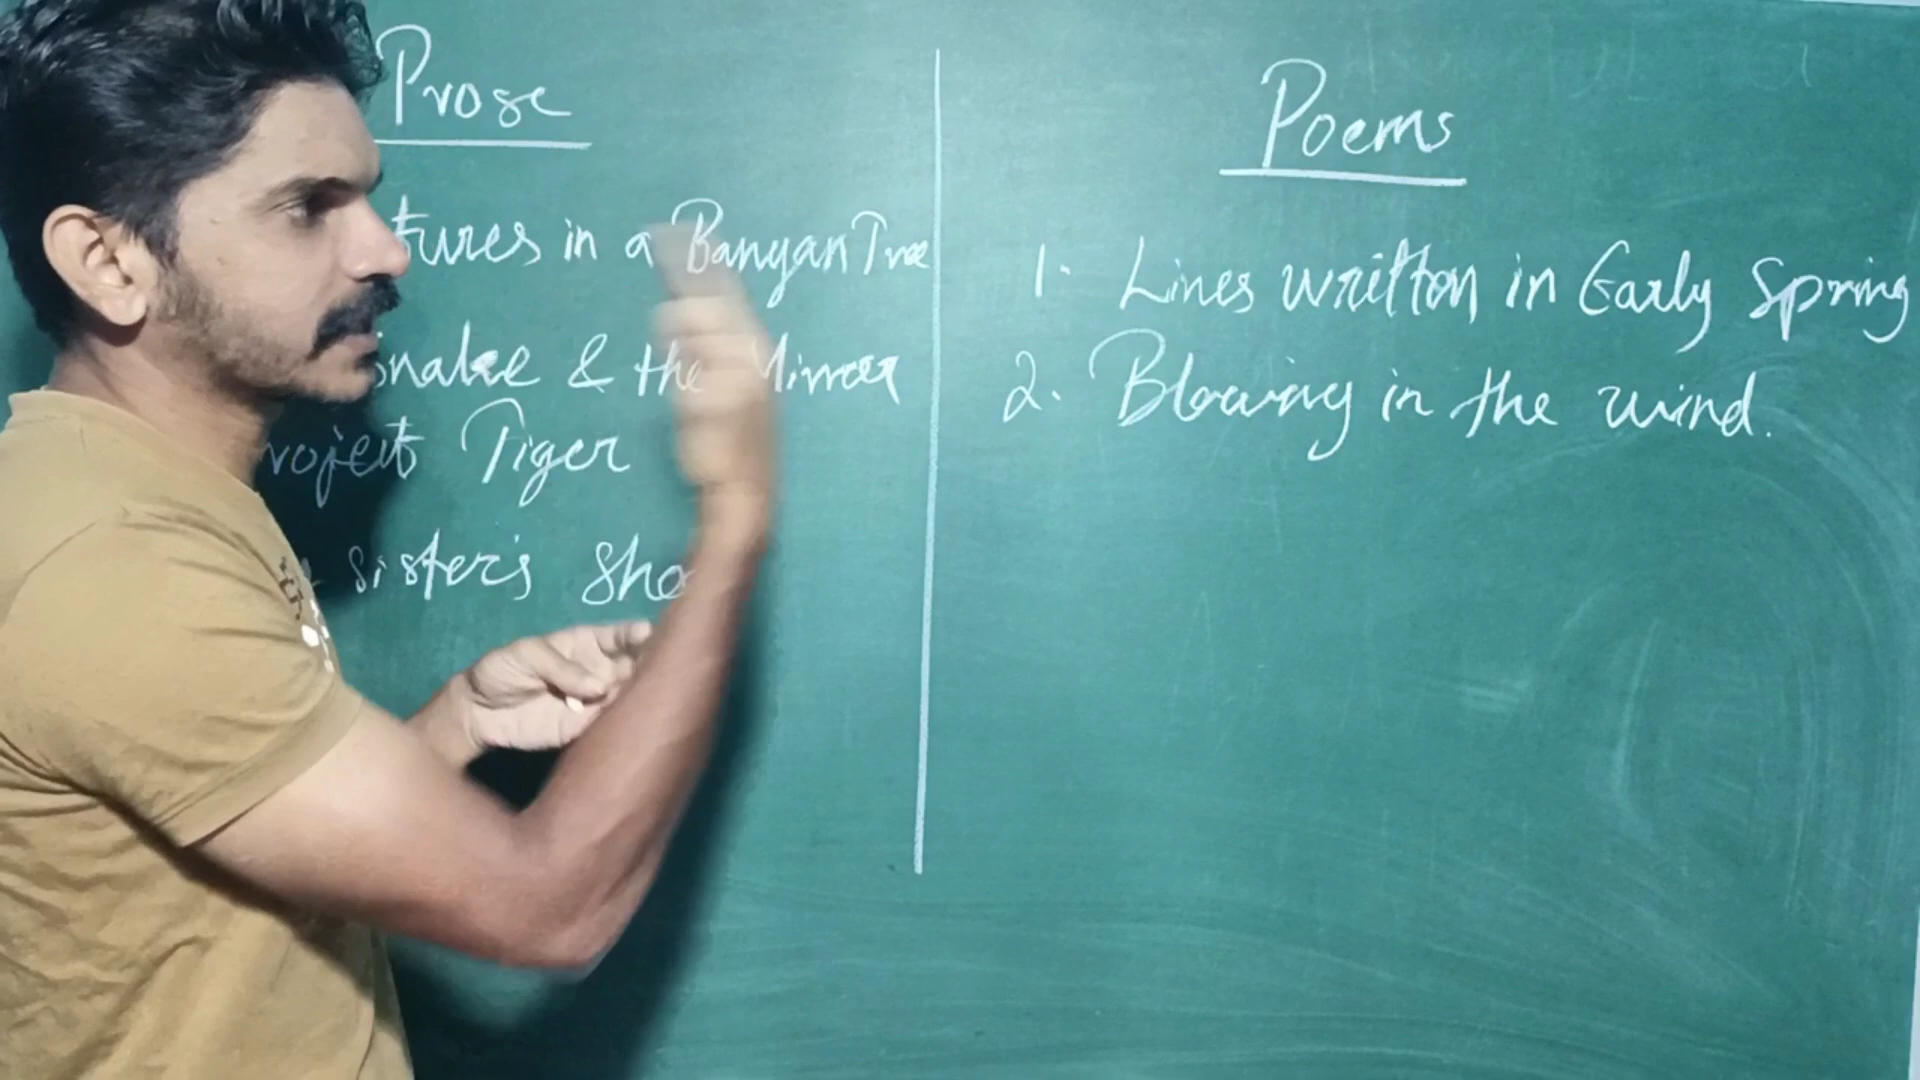 Prose
tures in a Banyan Tree
snake & the Mirror
roject Tiger
sister's Sho
Poems
1. Lines written in Early Spring
2. Blowing in the wind.